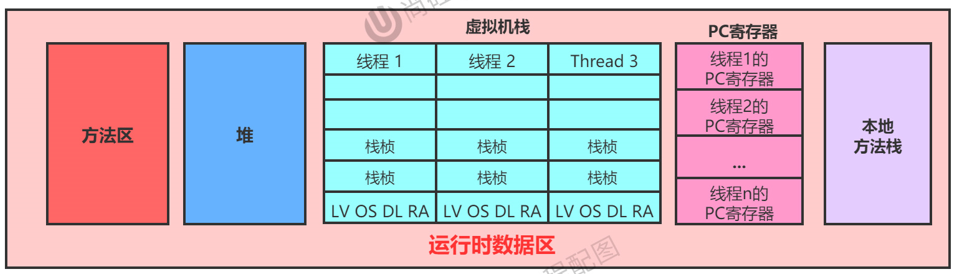 虚拟机栈
PC寄存器
方法区
堆
线程 1
线程 2
Thread 3
栈桢
栈桢
栈桢
栈桢
栈桢
栈桢
LV OS DL RA
LV OS DL RA
LV OS DL RA
线程1的
PC寄存器
线程2的
PC寄存器
...
线程n的
PC寄存器
本地
方法栈
运行时数据区
程配图